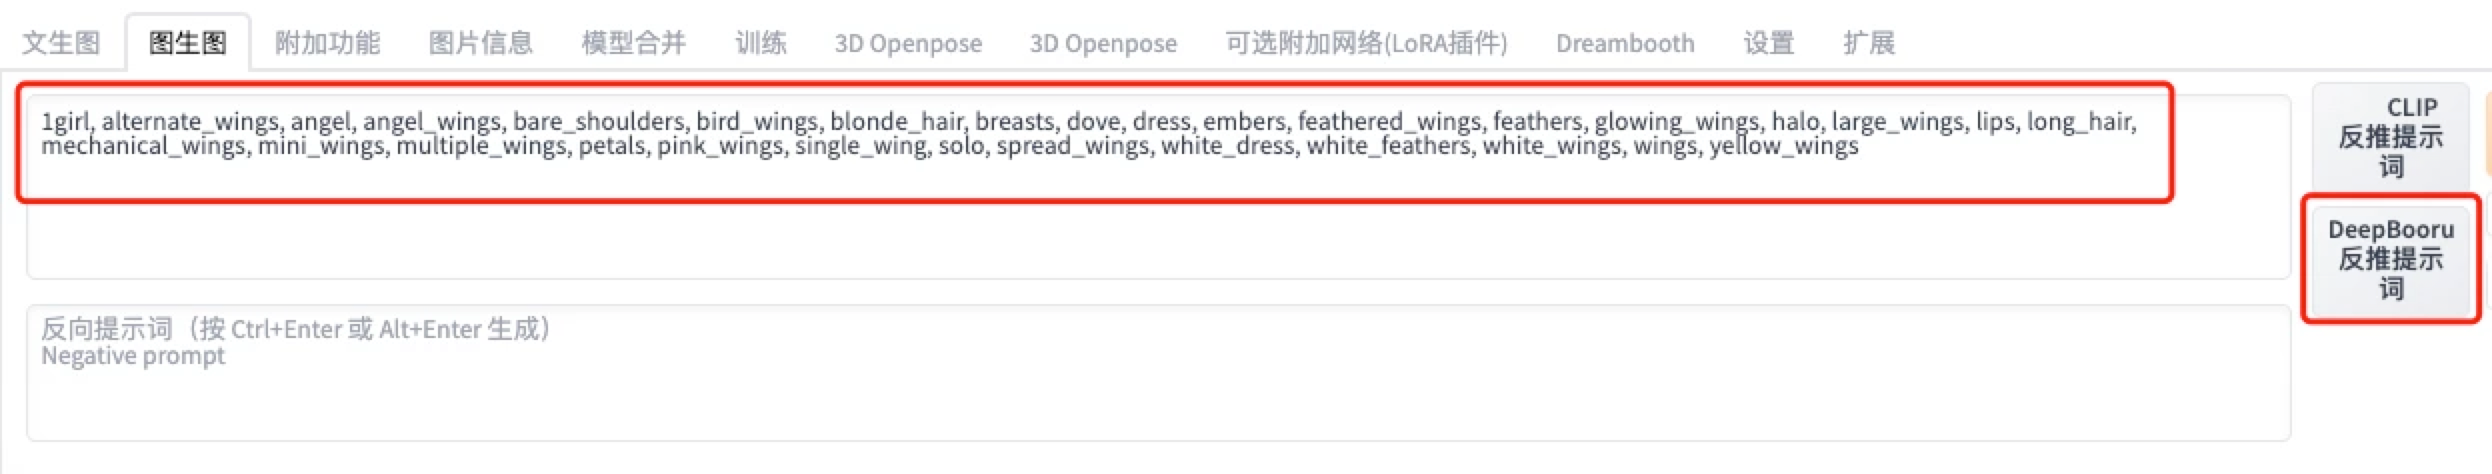 文生图 图生图 附加功能 图片信息 模型合并 训练 3D Openpose 3D Openpose 可选附加网络(LoRA插件) Dreambooth 设置 扩展
1girl, alternate_wings, angel, angel_wings, bare_shoulders, bird_wings, blonde_hair, breasts, dove, dress, embers, feathered_wings, feathers, glowing_wings, halo, large_wings, lips, long_hair,
mechanical_wings, mini_wings, multiple_wings, petals, pink_wings, single_wing, solo, spread_wings, white_dress, white_feathers, white_wings, wings, yellow_wings
CLIP
反推提示
词
DeepBooru
反推提示
词
反向提示词（按 Ctrl+Enter 或 Alt+Enter 生成）
Negative prompt